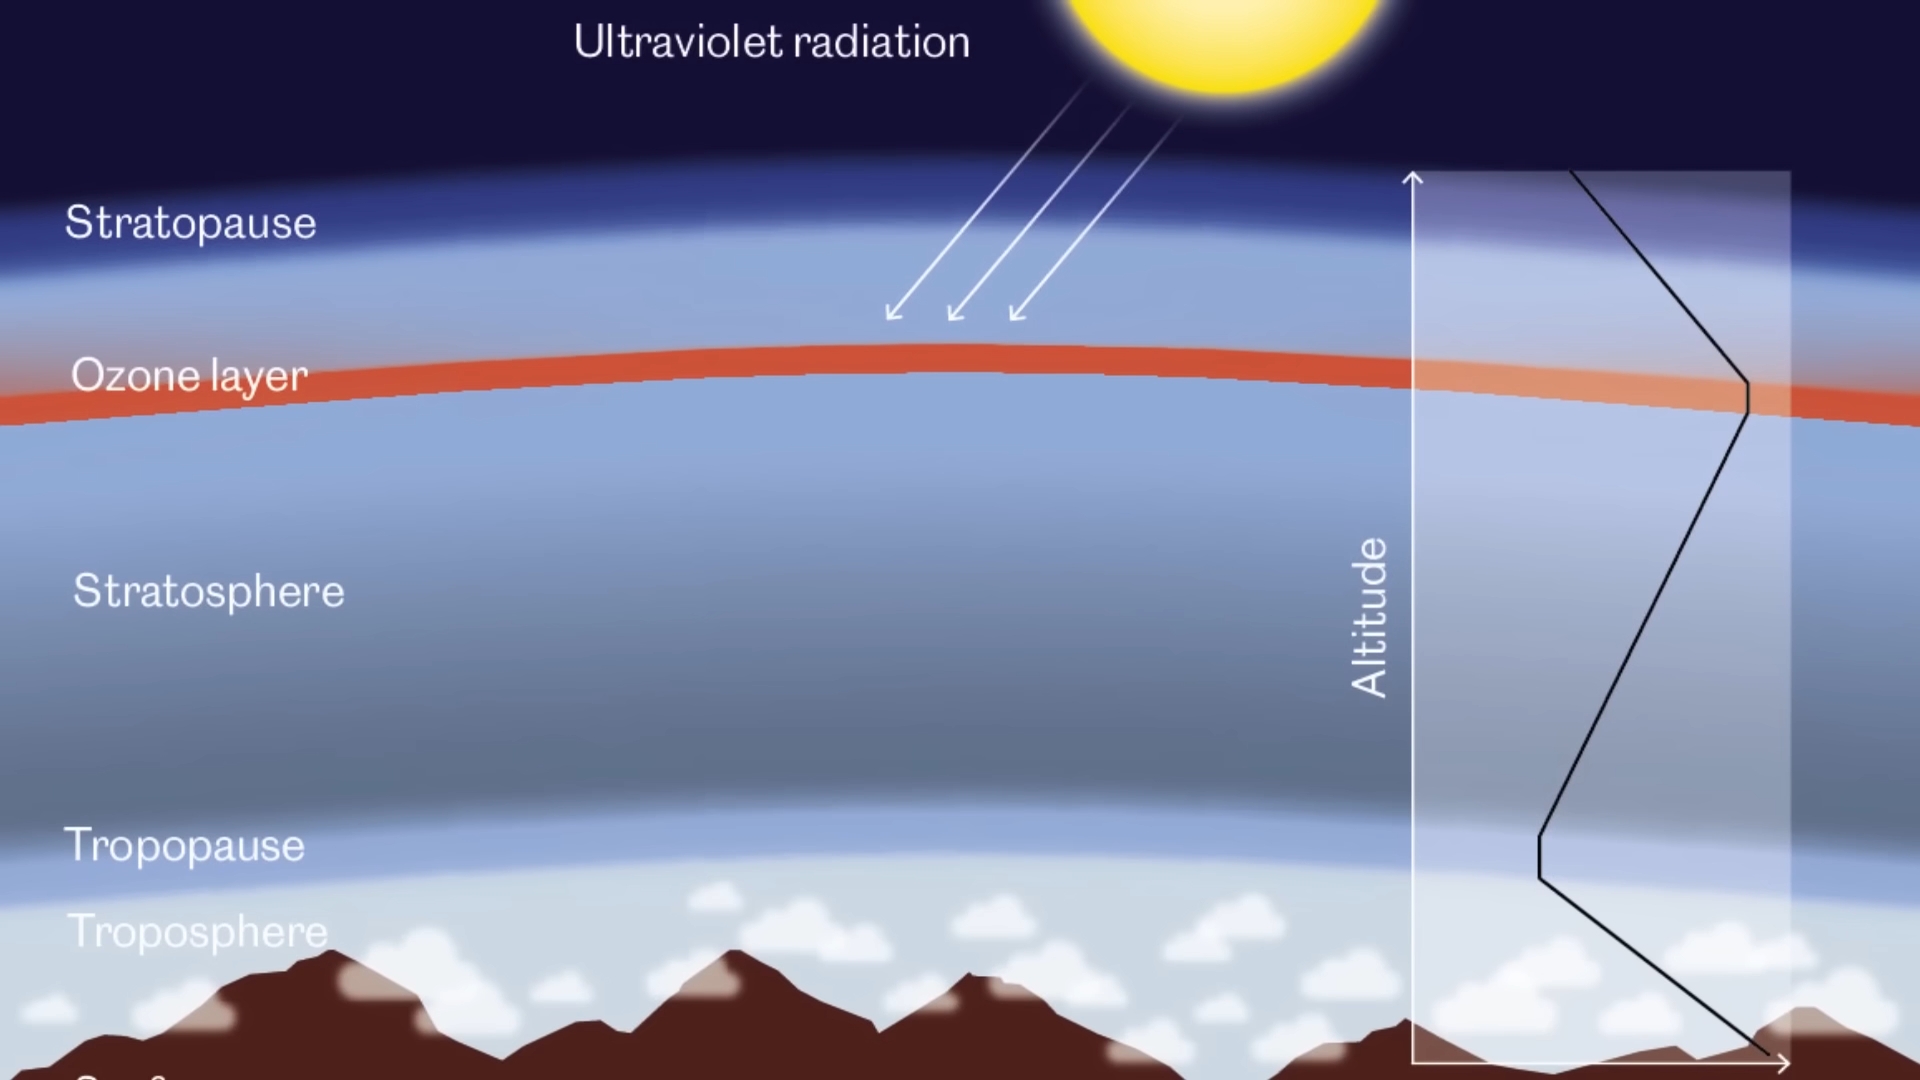 Ultraviolet radiation
Stratopause
Ozone layer
Stratosphere
Altitude
Tropopause
Troposphere